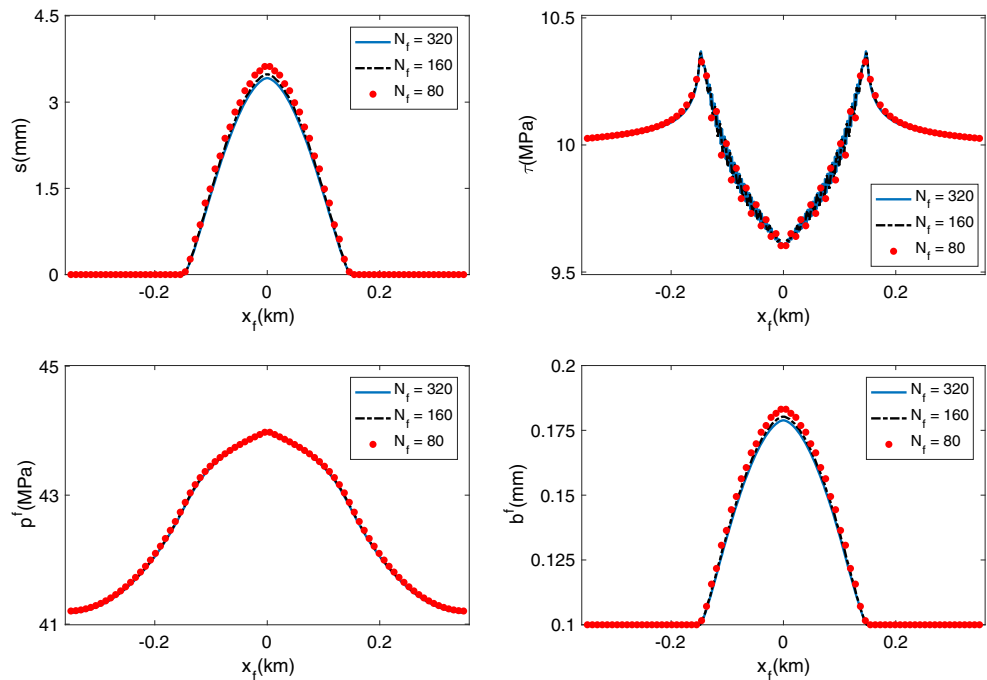 4.5
3
1.5
0
s(mm)
-0.2 0 0.2
x_f(km)
N_f = 320
N_f = 160
N_f = 80
10.5
10
9.5
τ(MPa)
-0.2 0 0.2
x_f(km)
N_f = 320
N_f = 160
N_f = 80
45
43
41
p^f(MPa)
-0.2 0 0.2
x_f(km)
N_f = 320
N_f = 160
N_f = 80
0.2
0.175
0.15
0.125
0.1
b^f(mm)
-0.2 0 0.2
x_f(km)
N_f = 320
N_f = 160
N_f = 80